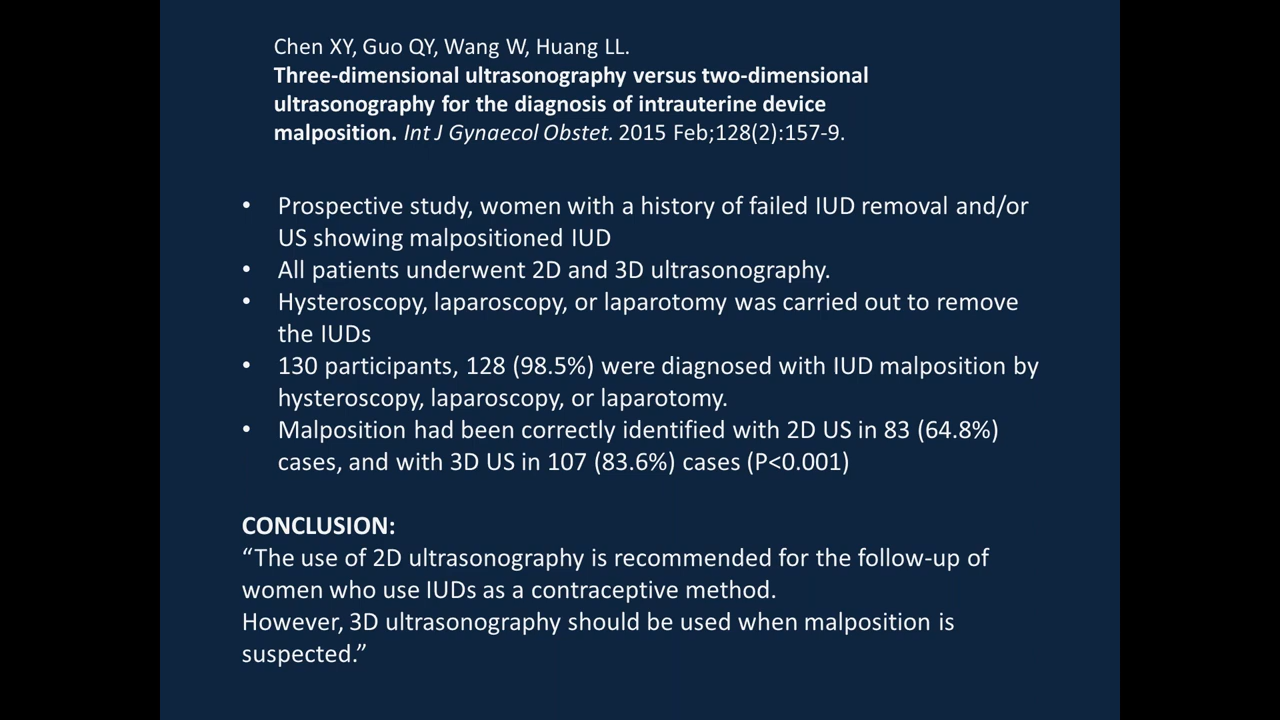 Chen XY, Guo QY, Wang W, Huang LL.
Three-dimensional ultrasonography versus two-dimensional
ultrasonography for the diagnosis of intrauterine device
malposition. Int J Gynaecol Obstet. 2015 Feb;128(2):157-9.
• Prospective study, women with a history of failed IUD removal and/or
US showing malpositioned IUD
• All patients underwent 2D and 3D ultrasonography.
• Hysteroscopy, laparoscopy, or laparotomy was carried out to remove
the IUDs
• 130 participants, 128 (98.5%) were diagnosed with IUD malposition by
hysteroscopy, laparoscopy, or laparotomy.
• Malposition had been correctly identified with 2D US in 83 (64.8%)
cases, and with 3D US in 107 (83.6%) cases (P<0.001)
CONCLUSION:
“The use of 2D ultrasonography is recommended for the follow-up of
women who use IUDs as a contraceptive method.
However, 3D ultrasonography should be used when malposition is
suspected.”